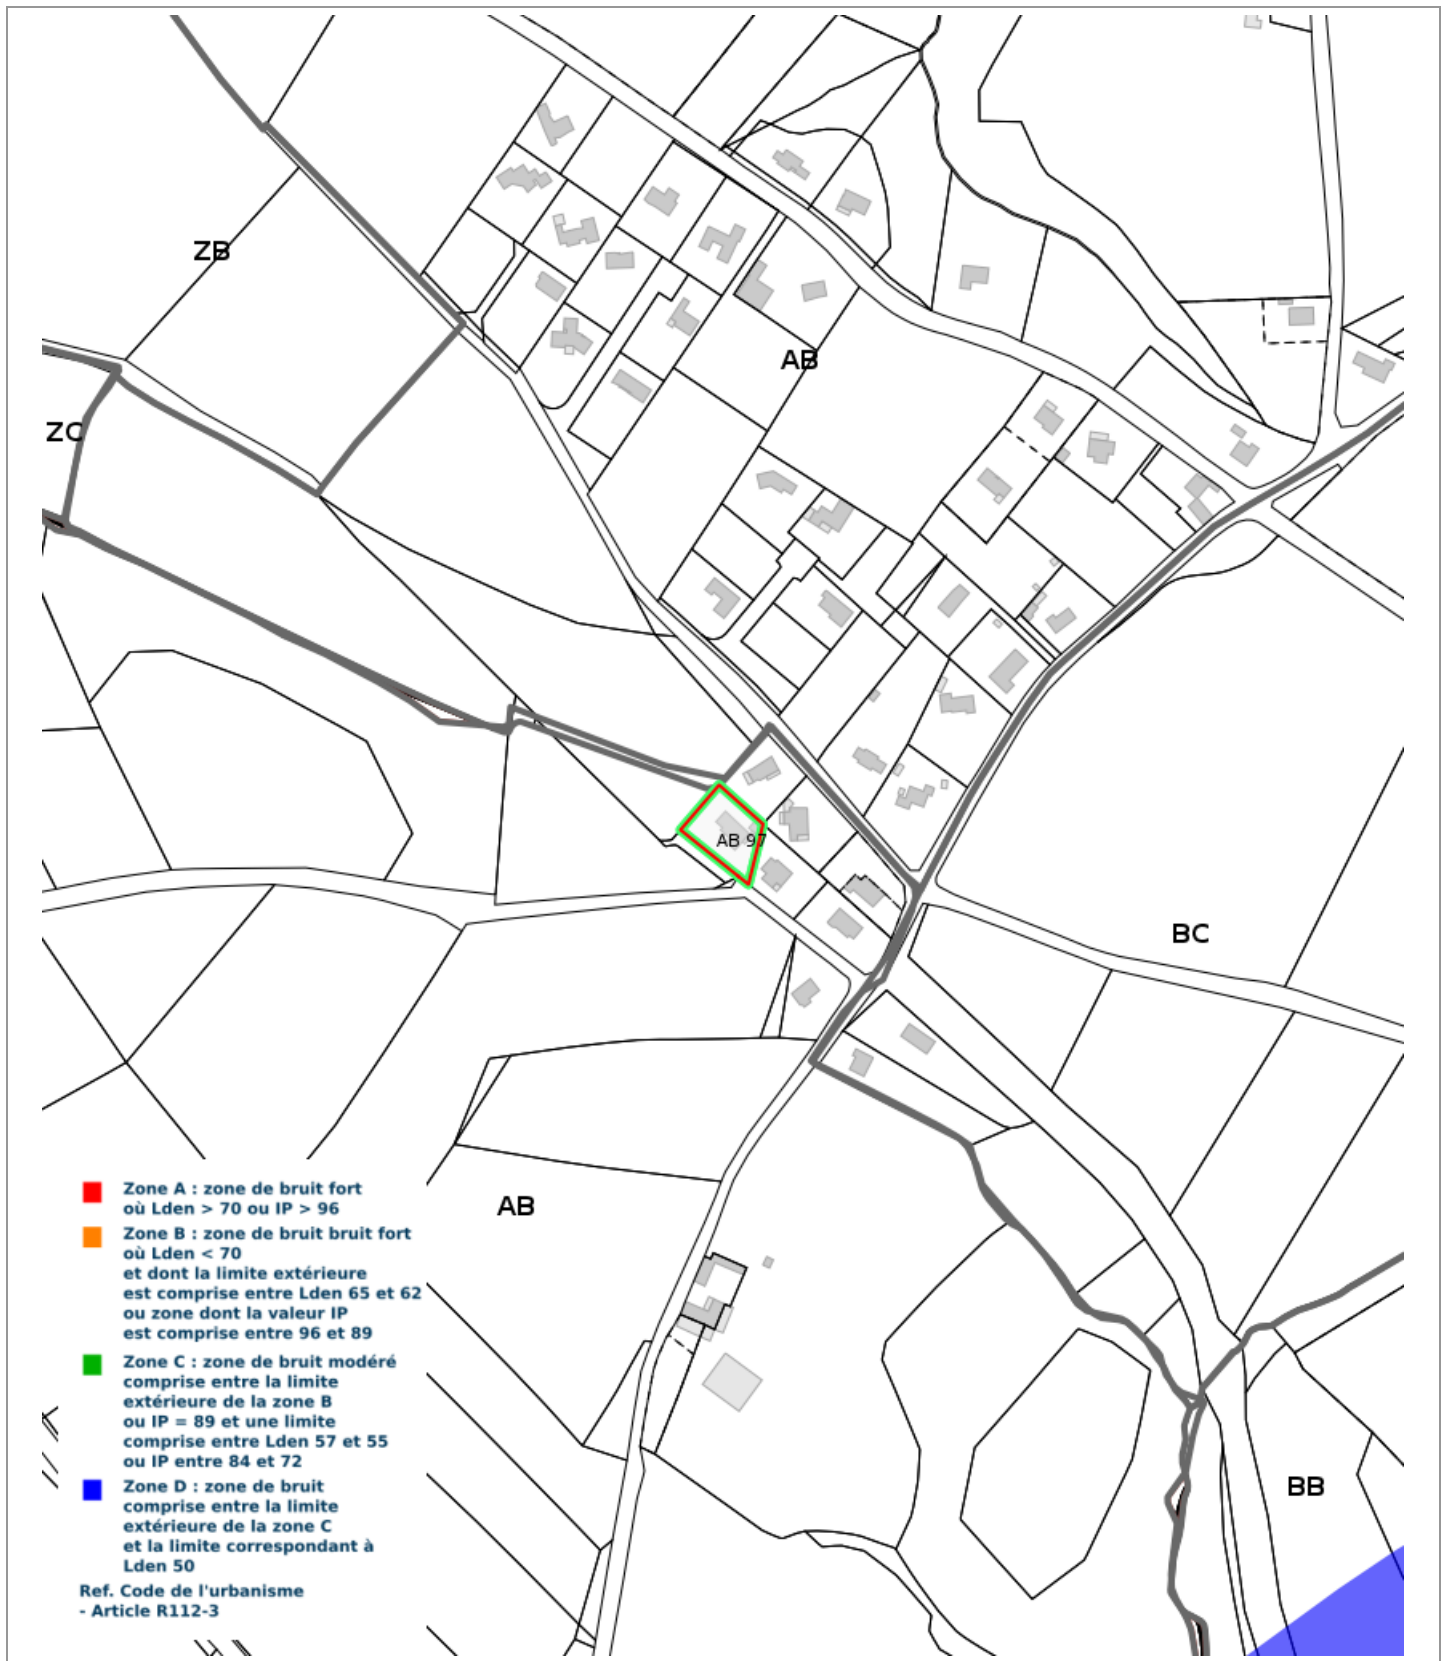 ZB
AB
ZC
AB 97
BC
AB
BB
Zone A : zone de bruit fort
où Lden > 70 ou IP > 96
Zone B : zone de bruit bruit fort
où Lden < 70
et dont la limite extérieure
est comprise entre Lden 65 et 62
ou zone dont la valeur IP
est comprise entre 96 et 89
Zone C : zone de bruit modéré
comprise entre la limite
extérieure de la zone B
ou IP = 89 et une limite
comprise entre Lden 57 et 55
ou IP entre 84 et 72
Zone D : zone de bruit
comprise entre la limite
extérieure de la zone C
et la limite correspondant à
Lden 50
Ref. Code de l'urbanisme
- Article R112-3